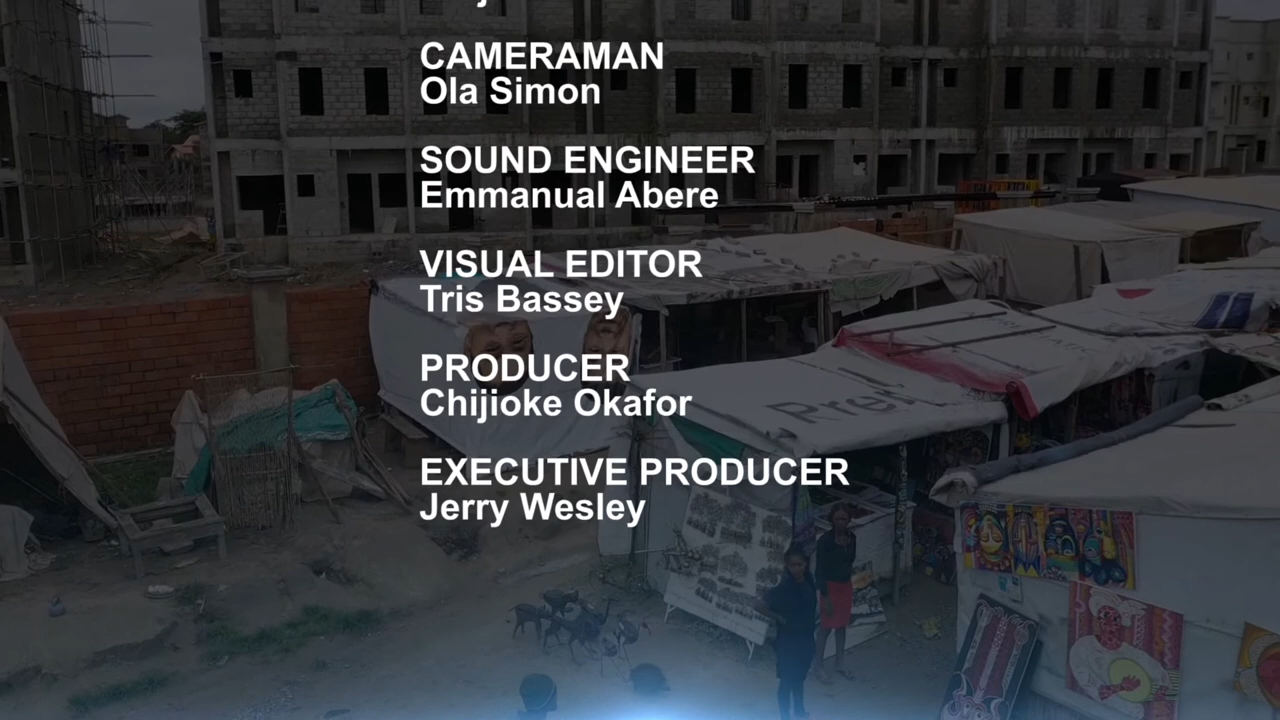 CAMERAMAN
Ola Simon
SOUND ENGINEER
Emmanual Abere
VISUAL EDITOR
Tris Bassey
PRODUCER
Chijioke Okafor
EXECUTIVE PRODUCER
Jerry Wesley